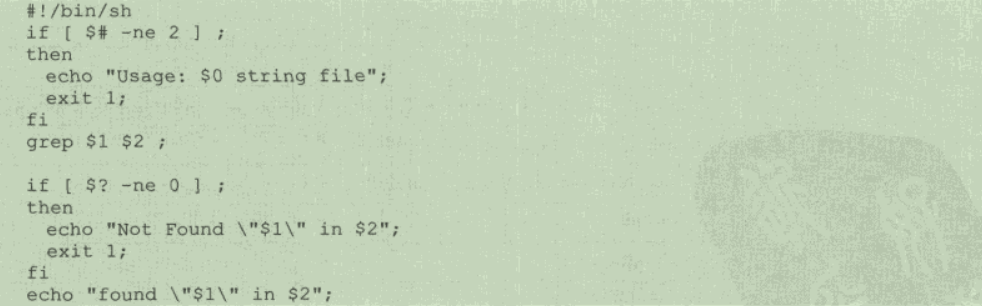 #!/bin/sh
if [ $# -ne 2 ] ;
then
  echo "Usage: $0 string file";
  exit 1;
fi
grep $1 $2 ;

if [ $? -ne 0 ] ;
then
  echo "Not Found \"$1\" in $2";
  exit 1;
fi
echo "found \"$1\" in $2";